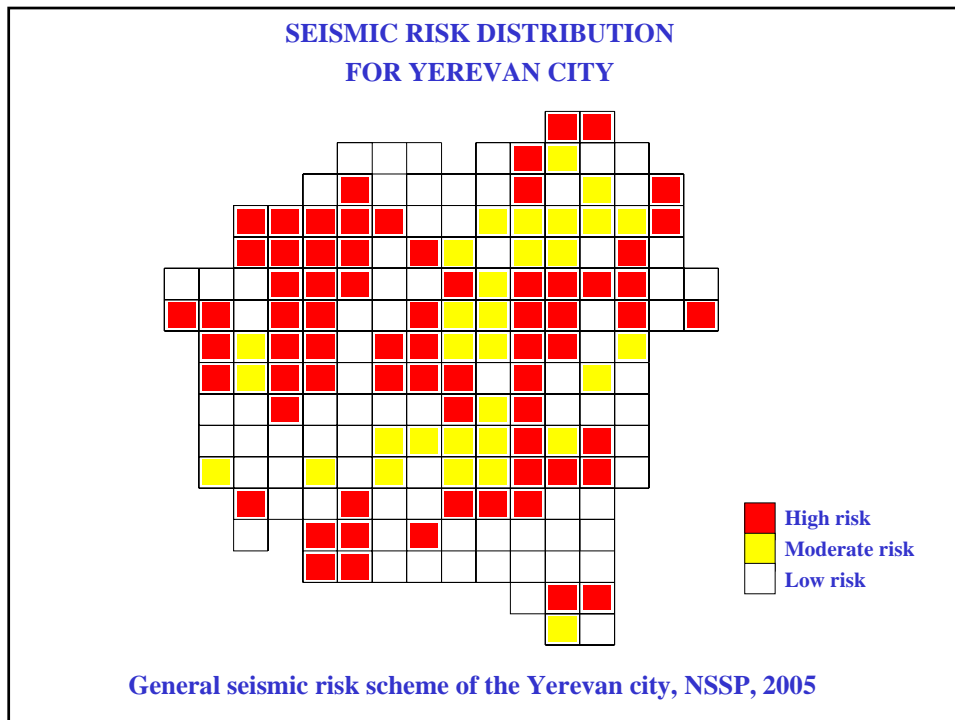 SEISMIC RISK DISTRIBUTION
FOR YEREVAN CITY
High risk
Moderate risk
Low risk
General seismic risk scheme of the Yerevan city, NSSP, 2005